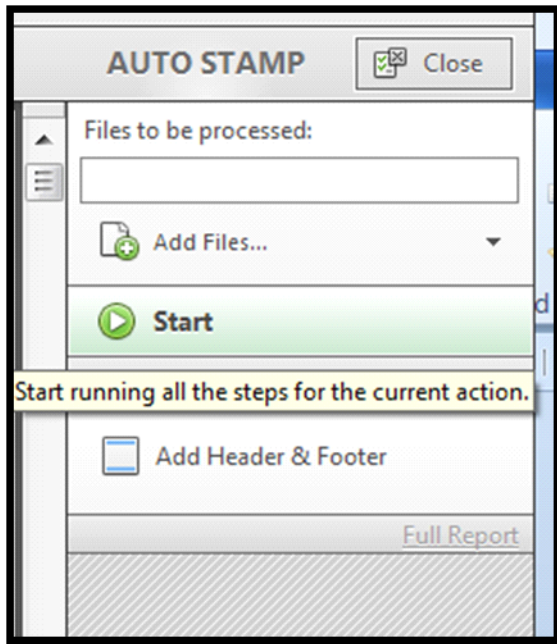 AUTO STAMP
Close
Files to be processed:
Add Files...
Start
Start running all the steps for the current action.
Add Header & Footer
Full Report